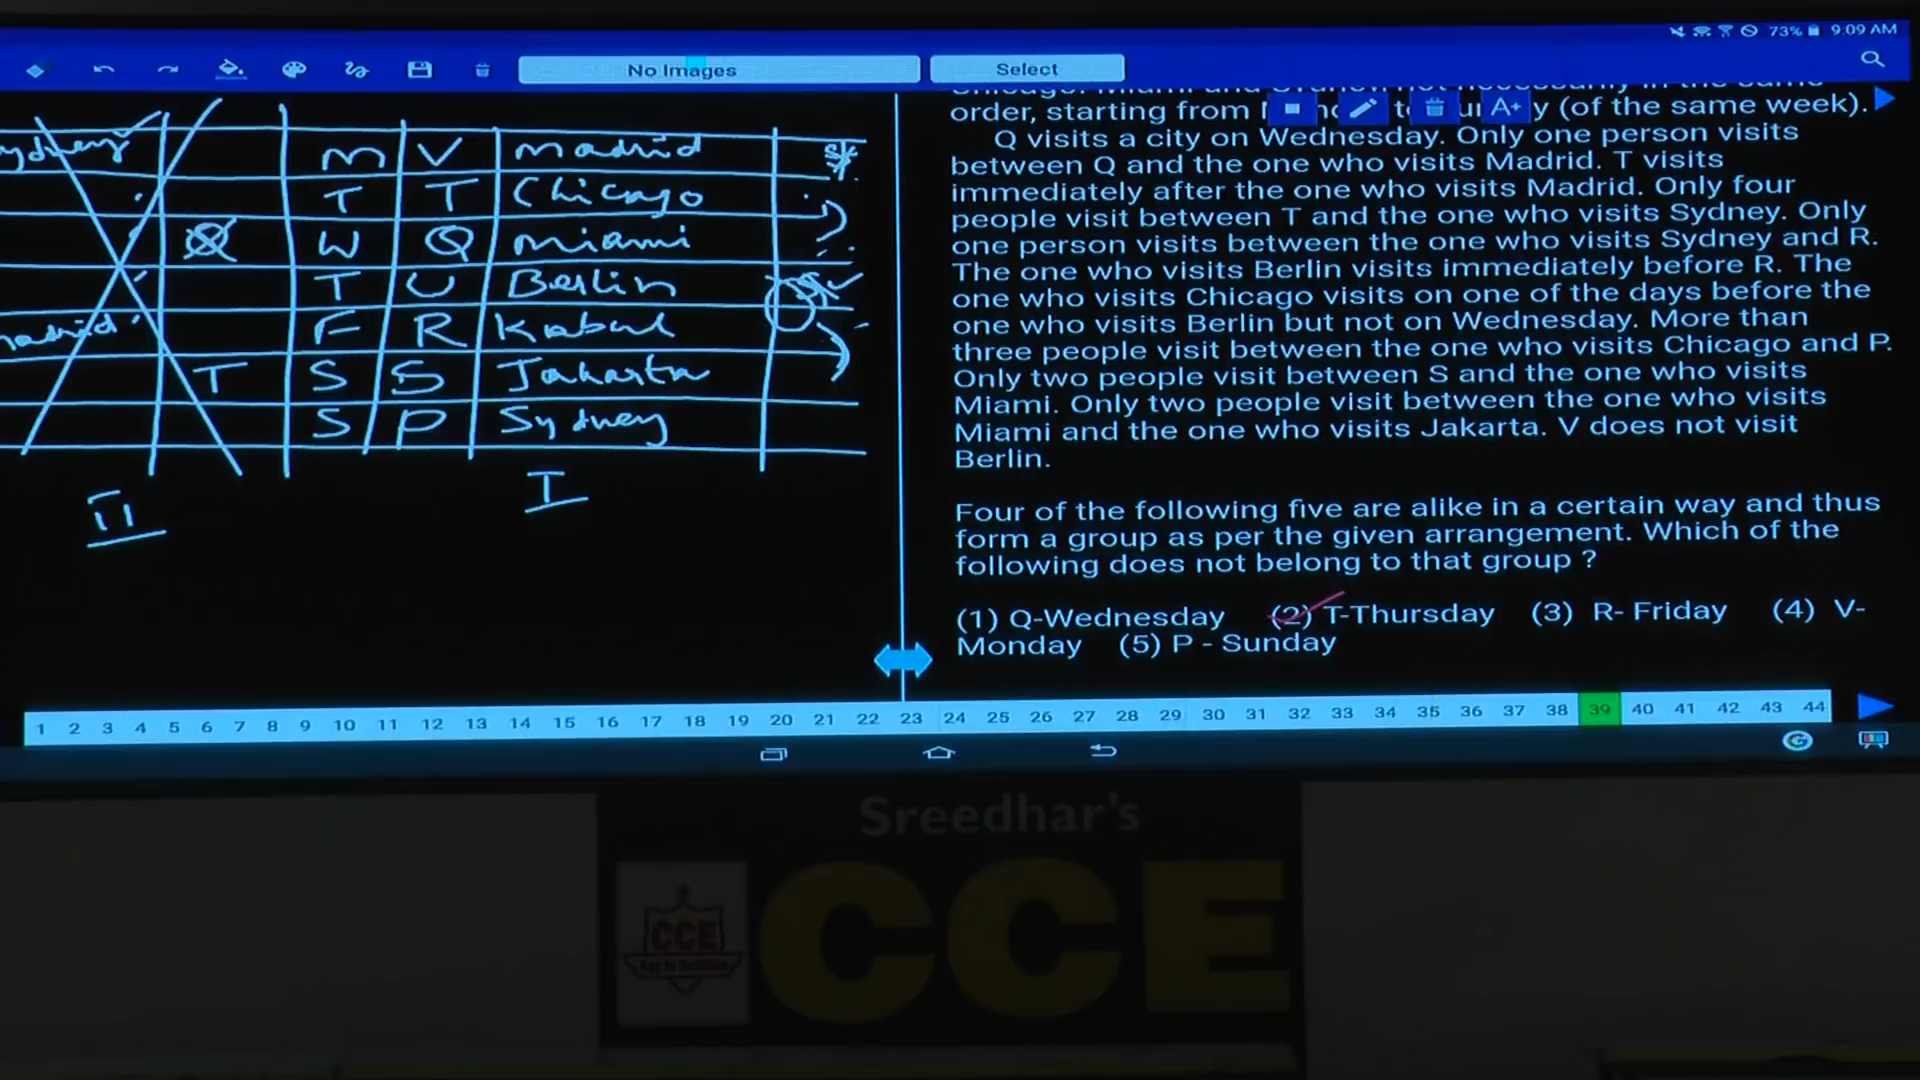 73% 9:09 AM
No Images Select
order, starting from (of the same week).
Q visits a city on Wednesday. Only one person visits
between Q and the one who visits Madrid. T visits
immediately after the one who visits Madrid. Only four
people visit between T and the one who visits Sydney. Only
one person visits between the one who visits Sydney and R.
The one who visits Berlin visits immediately before R. The
one who visits Chicago visits on one of the days before the
one who visits Berlin but not on Wednesday. More than
three people visit between the one who visits Chicago and P.
Only two people visit between S and the one who visits
Miami. Only two people visit between the one who visits
Miami and the one who visits Jakarta. V does not visit
Berlin.
Four of the following five are alike in a certain way and thus
form a group as per the given arrangement. Which of the
following does not belong to that group ?
(1) Q-Wednesday (2) T-Thursday (3) R- Friday (4) V-
Monday (5) P - Sunday
M V Madrid
T T Chicago
Q W Q Miami
T U Berlin
madrid F R Kabul
T S S Jakarta
S P Sydney
II I
1 2 3 4 5 6 7 8 9 10 11 12 13 14 15 16 17 18 19 20 21 22 23 24 25 26 27 28 29 30 31 32 33 34 35 36 37 38 39 40 41 42 43 44
Sreedhar's
CCE
CCE